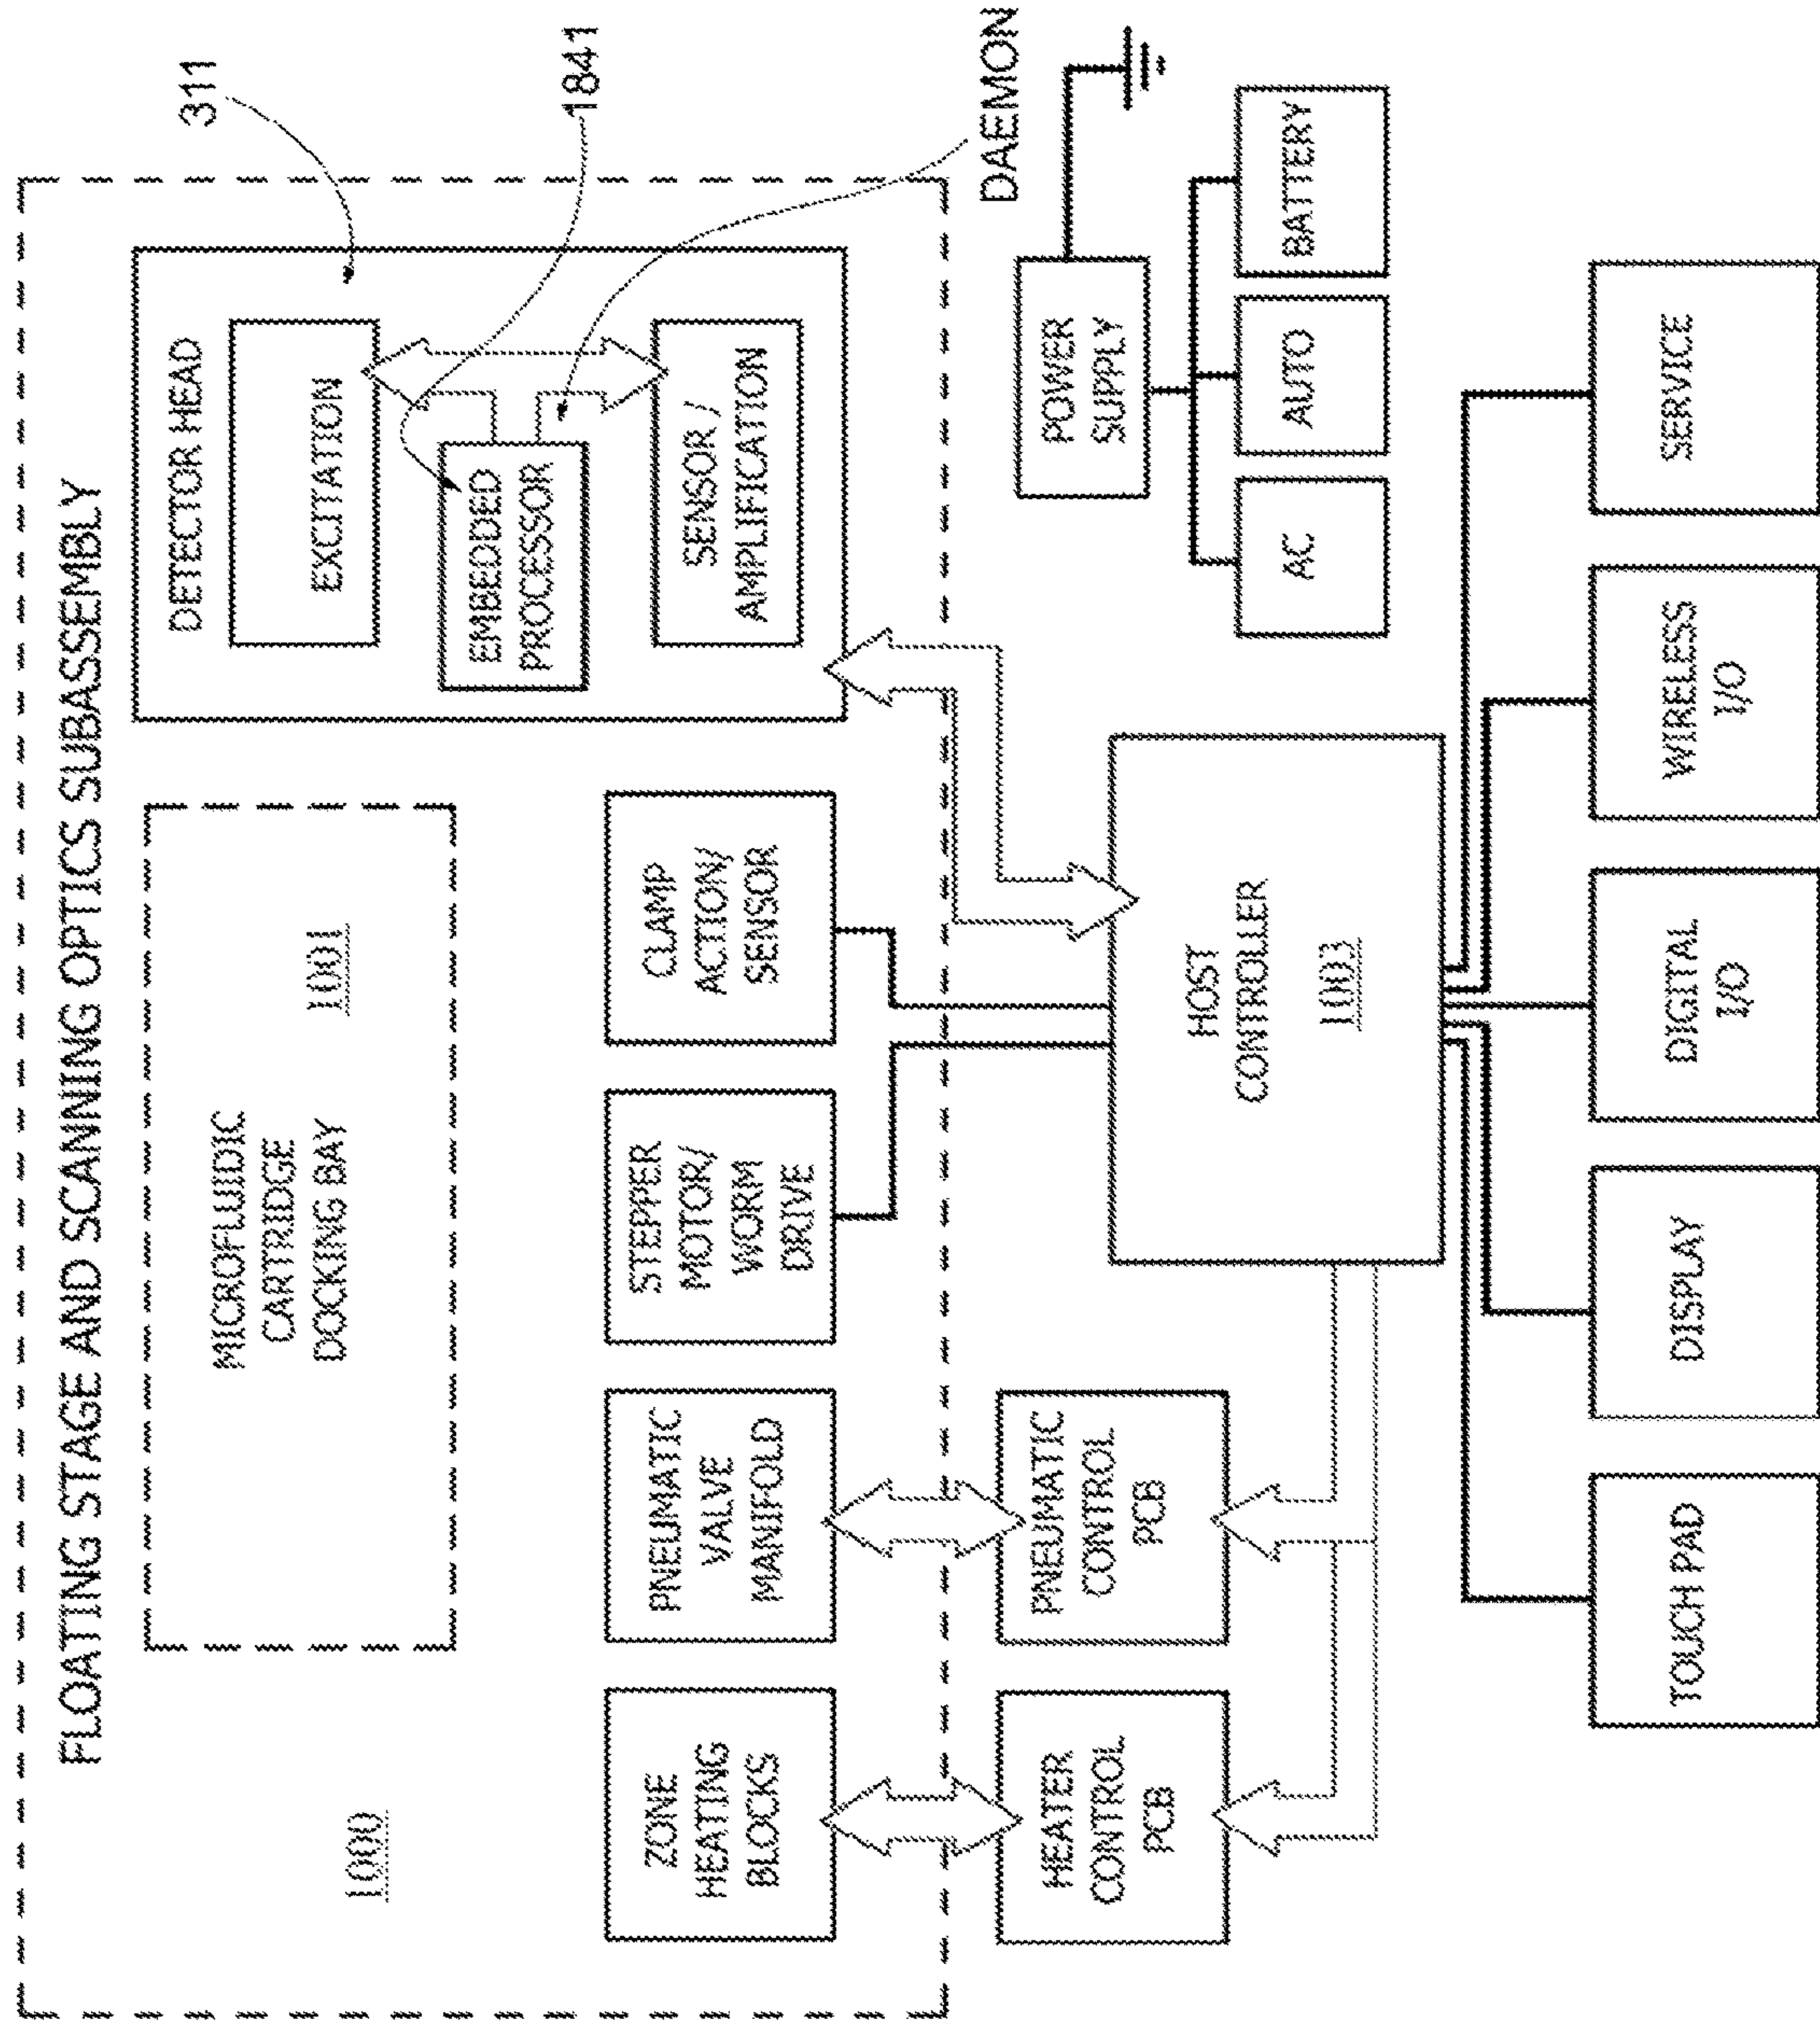 FLOATING STAGE AND SCANNING OPTICS SUBASSEMBLY
1000
MICROFLUIDIC
CARTRIDGE
DOCKING BAY
1001
DETECTOR HEAD
311
EXCITATION
EMBEDDED
PROCESSOR
1841
SENSOR /
AMPLIFICATION
DAEMON
ZONE
HEATING
BLOCKS
PNEUMATIC
VALVE
MANIFOLD
STEPPER
MOTOR/
WORM
DRIVE
CLAMP
ACTION/
SENSOR
HEATER
CONTROL
PCB
PNEUMATIC
CONTROL
PCB
HOST
CONTROLLER
1003
POWER
SUPPLY
AC
AUTO
BATTERY
TOUCH PAD
DISPLAY
DIGITAL
I/O
WIRELESS
I/O
SERVICE